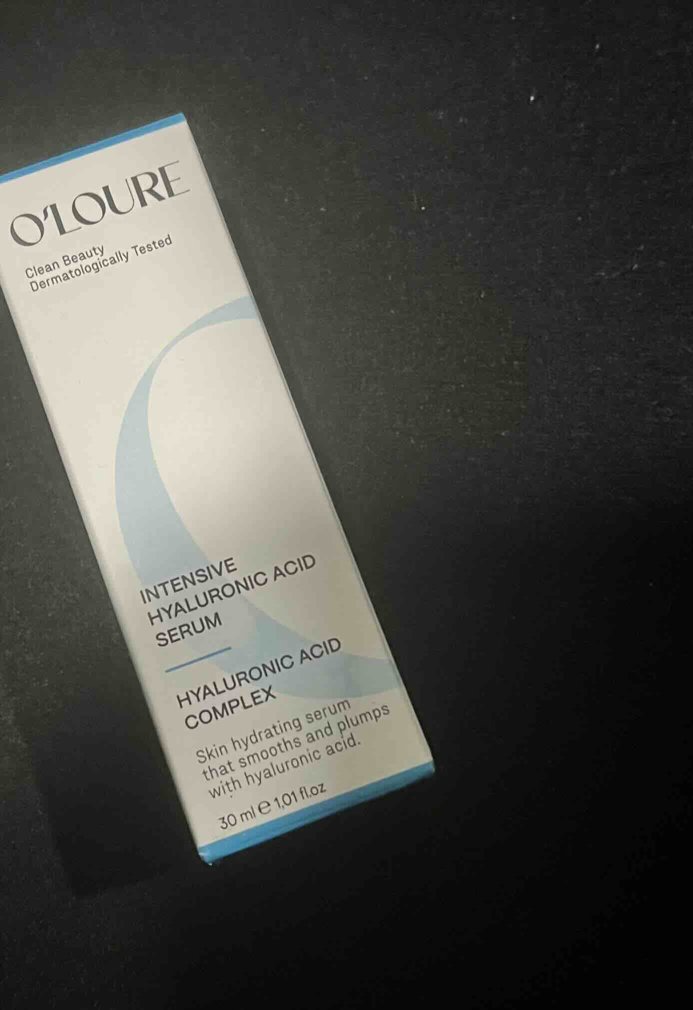 O'LOURE
Clean Beauty
Dermatologically Tested
INTENSIVE
HYALURONIC ACID
SERUM
HYALURONIC ACID
COMPLEX
Skin hydrating serum
that smooths and plumps
with hyaluronic acid.
30 ml ℮ 1,01 fl.oz